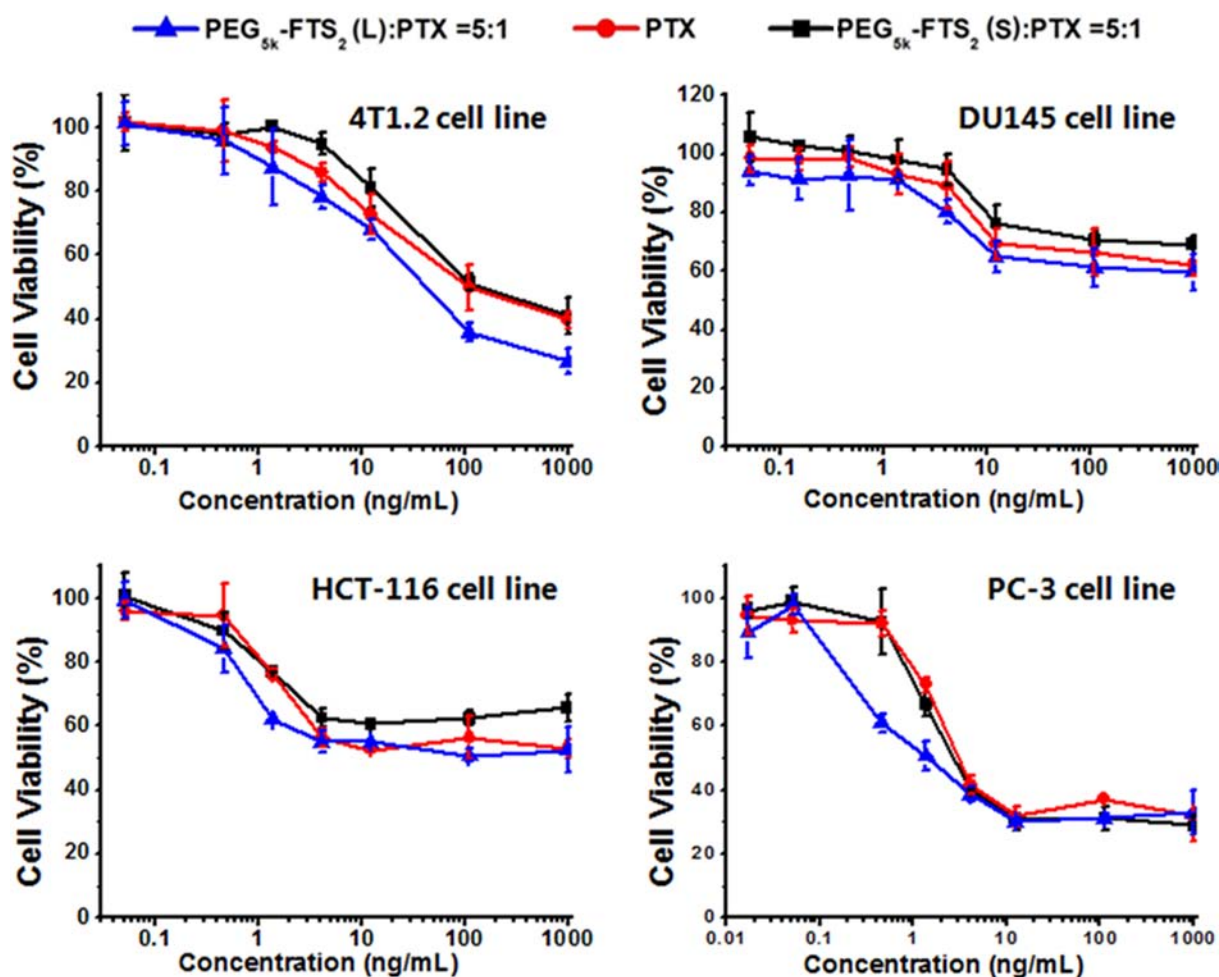 PEG5k-FTS2 (L):PTX =5:1 PTX PEG5k-FTS2 (S):PTX =5:1
4T1.2 cell line
Cell Viability (%)
100
80
60
40
20
0
0.1 1 10 100 1000
Concentration (ng/mL)
DU145 cell line
Cell Viability (%)
120
100
80
60
40
20
0
0.1 1 10 100 1000
Concentration (ng/mL)
HCT-116 cell line
Cell Viability (%)
100
80
60
40
20
0
0.1 1 10 100 1000
Concentration (ng/mL)
PC-3 cell line
Cell Viability (%)
100
80
60
40
20
0
0.01 0.1 1 10 100 1000
Concentration (ng/mL)